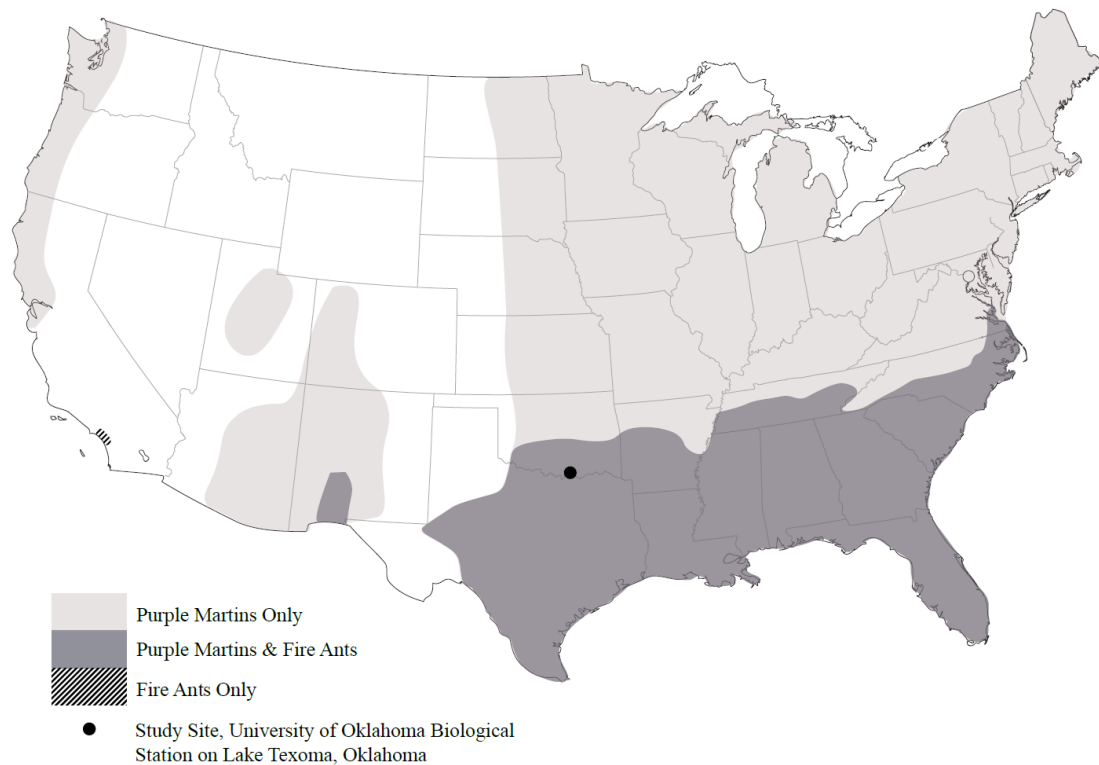 Purple Martins Only
Purple Martins & Fire Ants
Fire Ants Only
Study Site, University of Oklahoma Biological
Station on Lake Texoma, Oklahoma